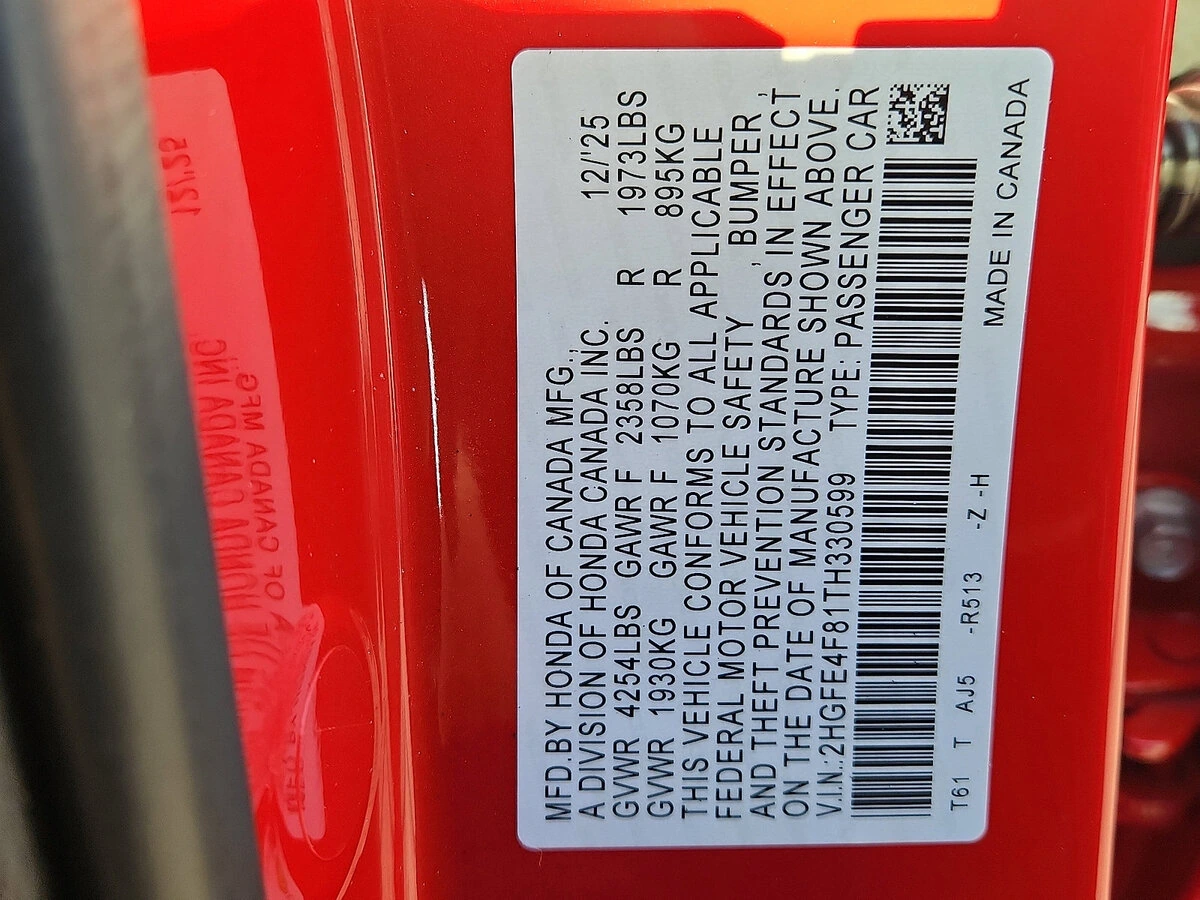 MFD.BY HONDA OF CANADA MFG.,
A DIVISION OF HONDA CANADA INC. 12/'25
GVWR 4254LBS GAWR F 2358LBS R 1973LBS
GVWR 1930KG GAWR F 1070KG R 895KG
THIS VEHICLE CONFORMS TO ALL APPLICABLE
FEDERAL MOTOR VEHICLE SAFETY , BUMPER ,
AND THEFT PREVENTION STANDARDS IN EFFECT
ON THE DATE OF MANUFACTURE SHOWN ABOVE.
V.I.N.:2HGFE4F81TH330599 TYPE:PASSENGER CAR
T61 T AJ5 -R513 -Z -H
MADE IN CANADA